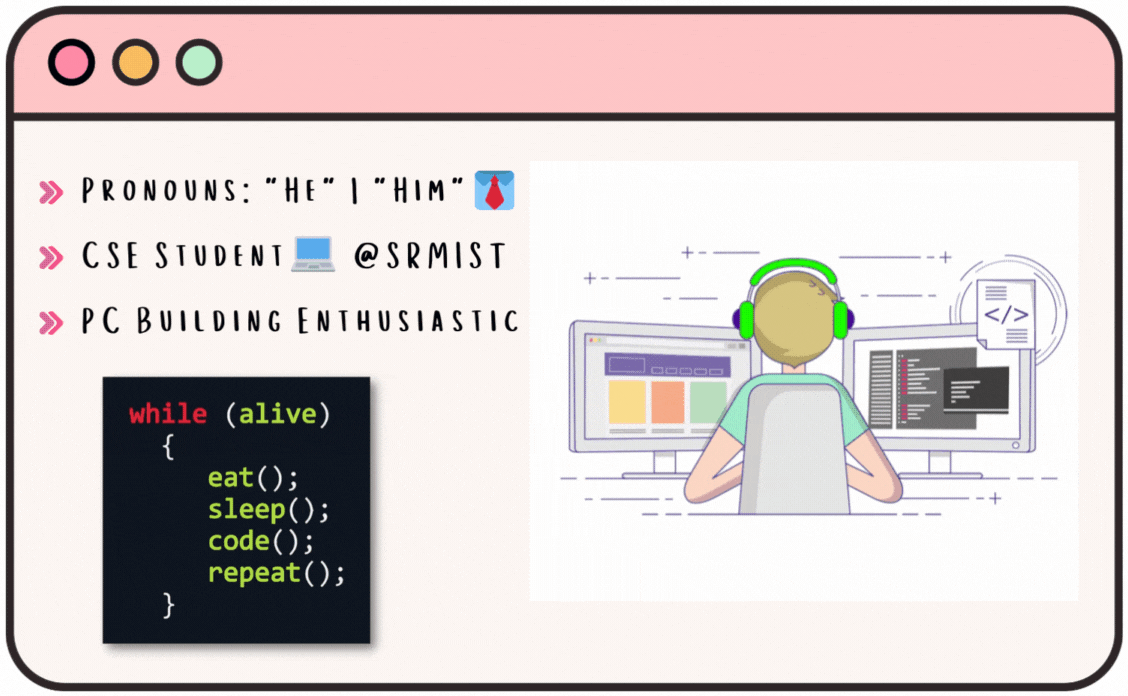 Pronouns: "He" | "Him"
CSE Student @SRMIST
PC Building Enthusiastic
while (alive)
{
eat();
sleep();
code();
repeat();
}
</>